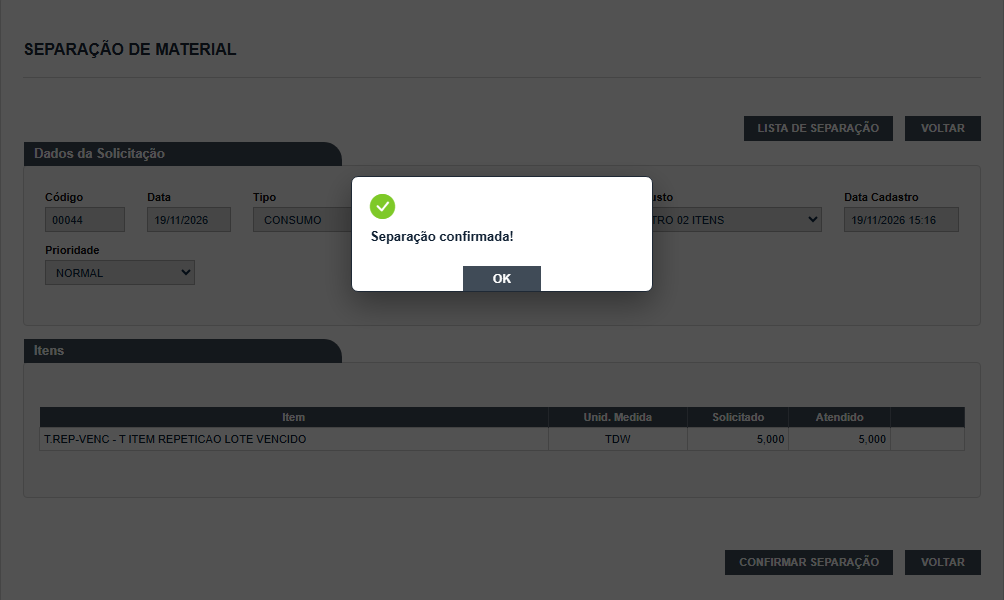 SEPARAÇÃO DE MATERIAL
LISTA DE SEPARAÇÃO VOLTAR
Dados da Solicitação
Código Data Tipo Data Cadastro
00044 19/11/2026 CONSUMO 02 ITENS 19/11/2026 15:16
Separação confirmada!
Prioridade
NORMAL
OK
Itens
Item Unid. Medida Solicitado Atendido
T.REP-VENC - T ITEM REPETICAO LOTE VENCIDO TDW 5,000 5,000
CONFIRMAR SEPARAÇÃO VOLTAR